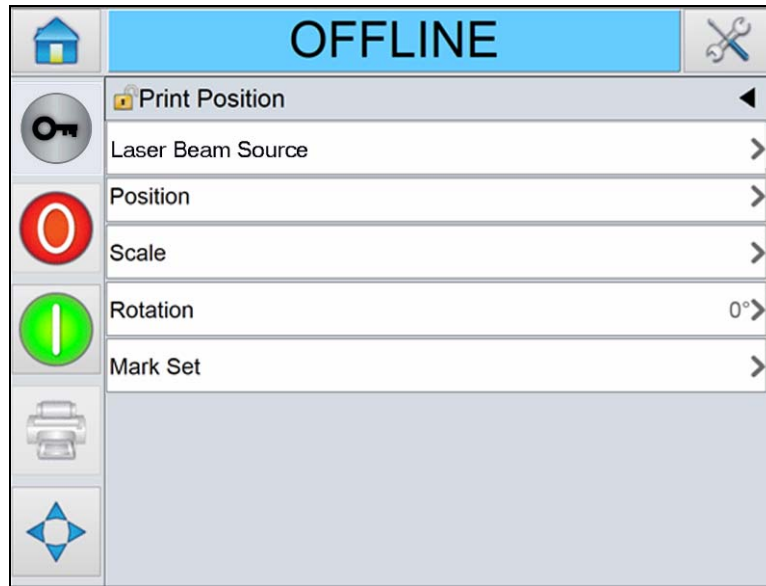 OFFLINE
Print Position
Laser Beam Source
Position
Scale
Rotation 0°
Mark Set